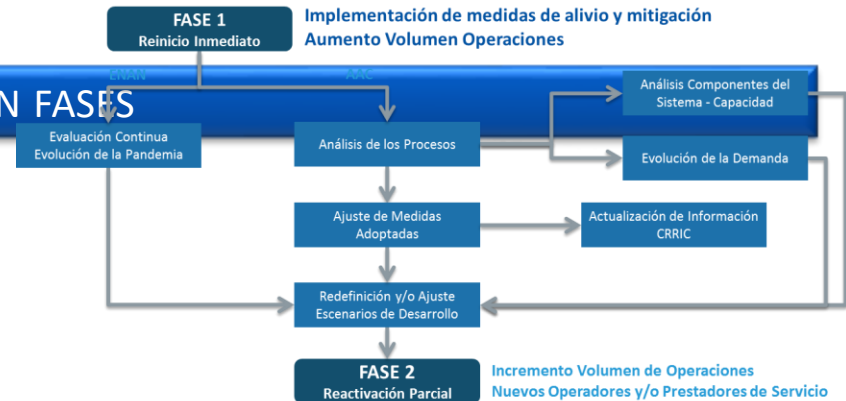 FASE 1
Reinicio Inmediato
Implementación de medidas de alivio y mitigación
Aumento Volumen Operaciones
ENAN
AAC
N FASES
Análisis Componentes del
Sistema - Capacidad
Evaluación Continua
Evolución de la Pandemia
Análisis de los Procesos
Evolución de la Demanda
Ajuste de Medidas
Adoptadas
Actualización de Información
CRRIC
Redefinición y/o Ajuste
Escenarios de Desarrollo
FASE 2
Reactivación Parcial
Incremento Volumen de Operaciones
Nuevos Operadores y/o Prestadores de Servicio